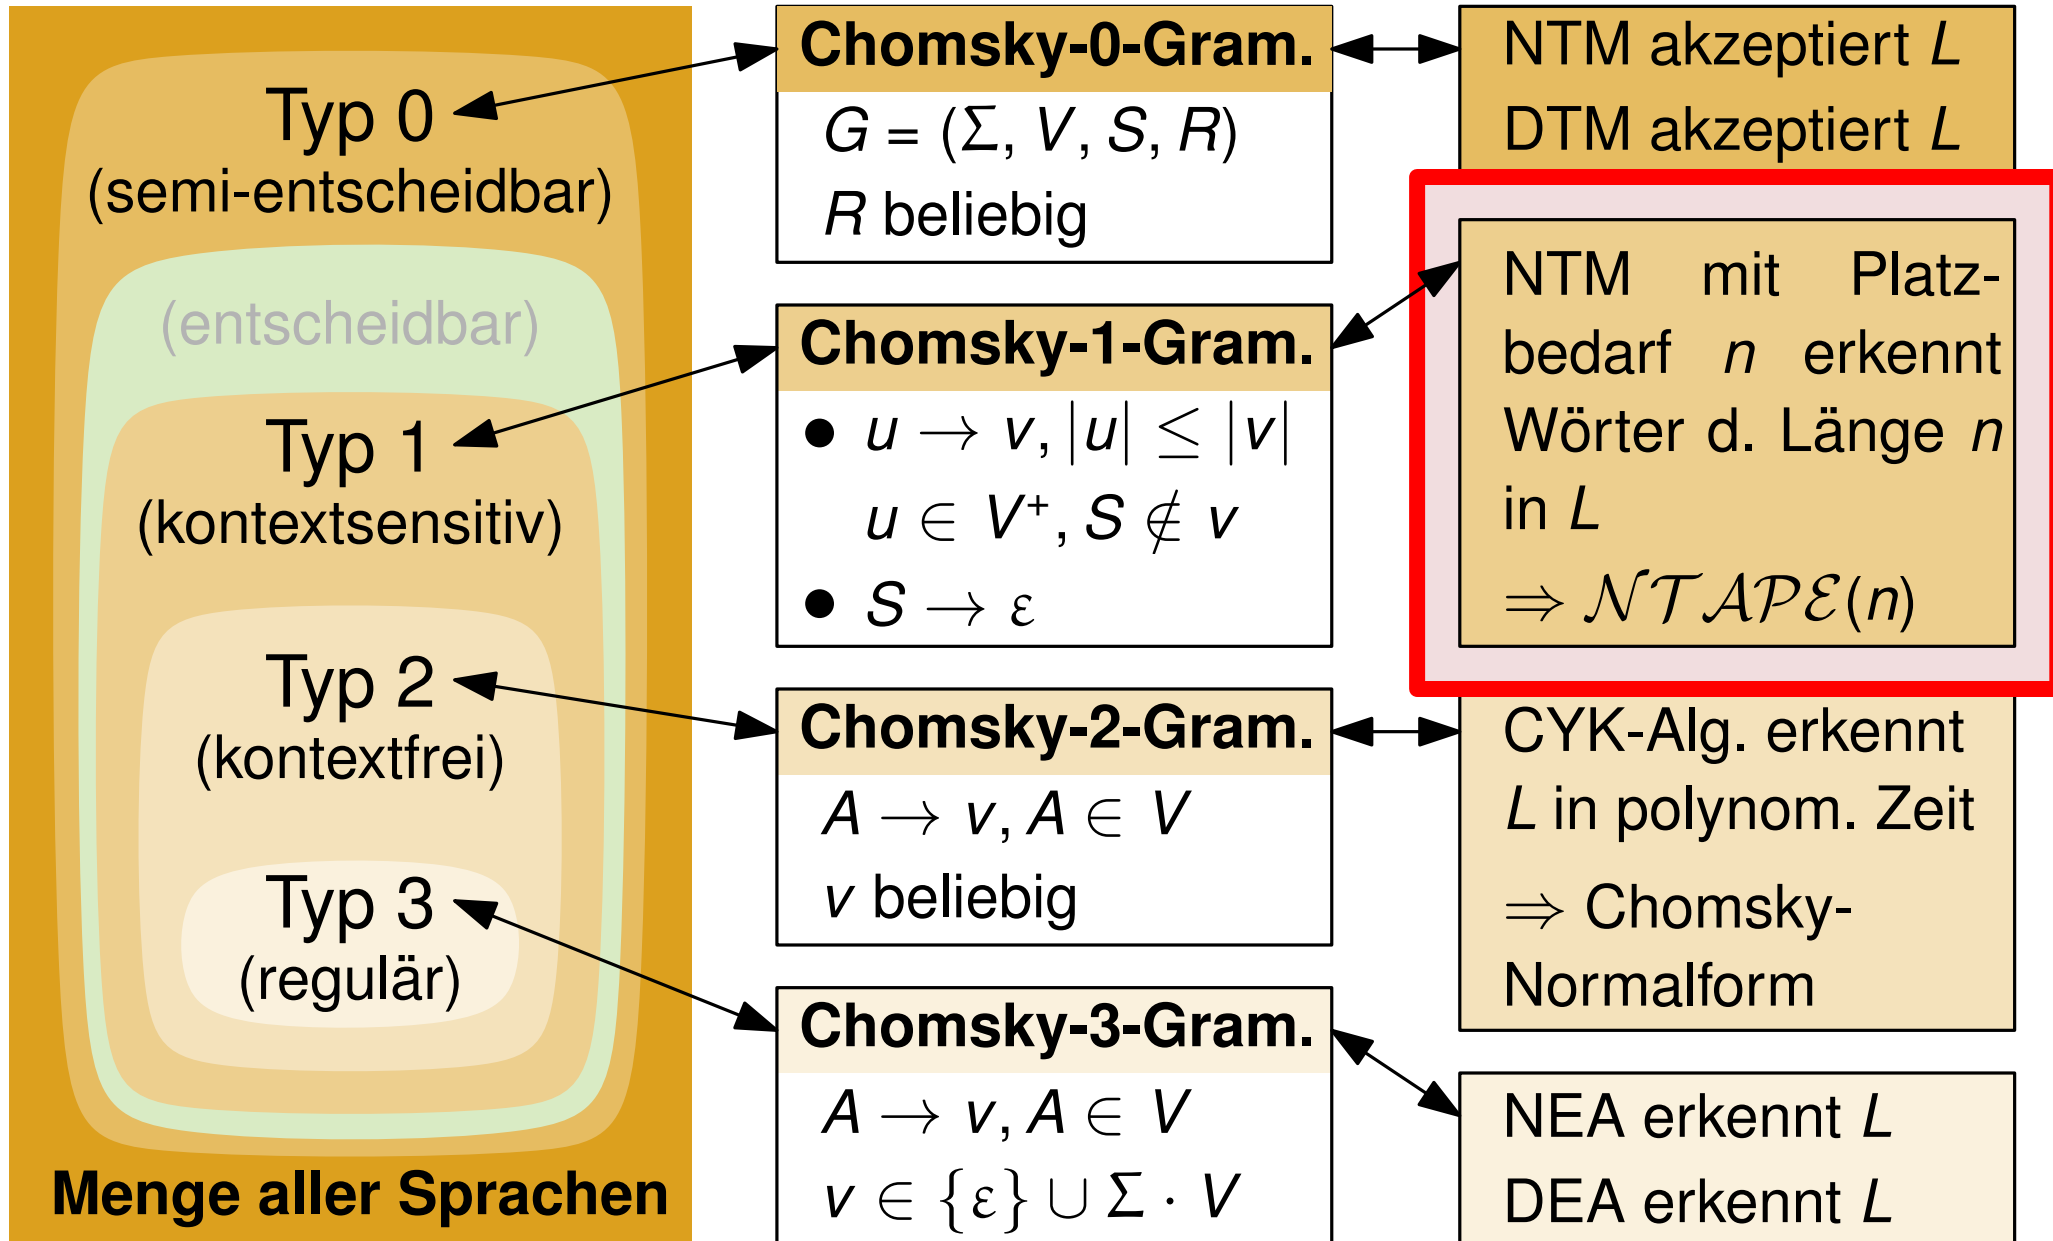 Typ 0
(semi-entscheidbar)
(entscheidbar)
Typ 1
(kontextsensitiv)
Typ 2
(kontextfrei)
Typ 3
(regulär)
Menge aller Sprachen
Chomsky-0-Gram.
G = (Σ, V, S, R)
R beliebig
Chomsky-1-Gram.
• u → v, |u| ≤ |v|
u ∈ V⁺, S ∉ v
• S → ε
Chomsky-2-Gram.
A → v, A ∈ V
v beliebig
Chomsky-3-Gram.
A → v, A ∈ V
v ∈ {ε} ∪ Σ · V
NTM akzeptiert L
DTM akzeptiert L
NTM mit Platz-
bedarf n erkennt
Wörter d. Länge n
in L
⇒ 𝒩𝒯𝒜𝒫ℰ(n)
CYK-Alg. erkennt
L in polynom. Zeit
⇒ Chomsky-
Normalform
NEA erkennt L
DEA erkennt L